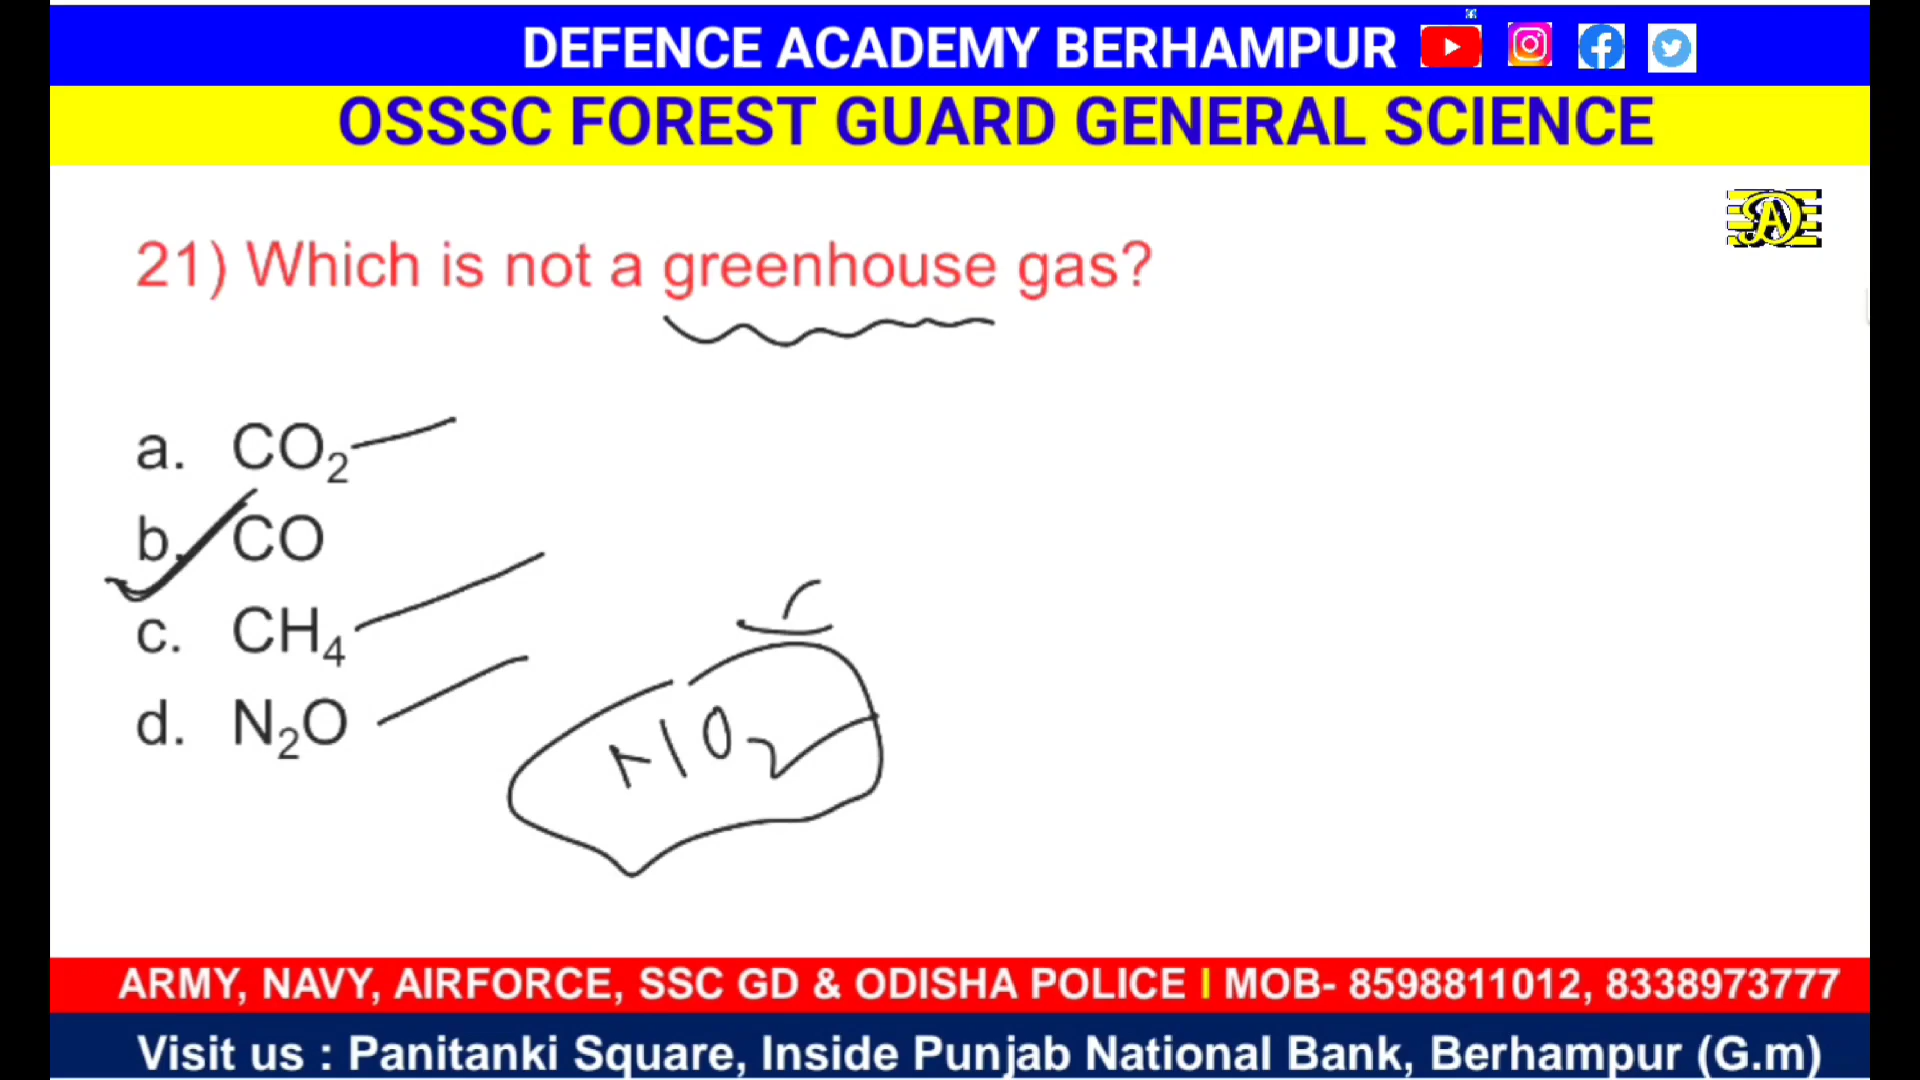 DEFENCE ACADEMY BERHAMPUR
OSSSC FOREST GUARD GENERAL SCIENCE
21) Which is not a greenhouse gas?
a. CO₂
b. CO
c. CH₄
d. N₂O
NO₂
ARMY, NAVY, AIRFORCE, SSC GD & ODISHA POLICE I MOB- 8598811012, 8338973777
Visit us : Panitanki Square, Inside Punjab National Bank, Berhampur (G.m)